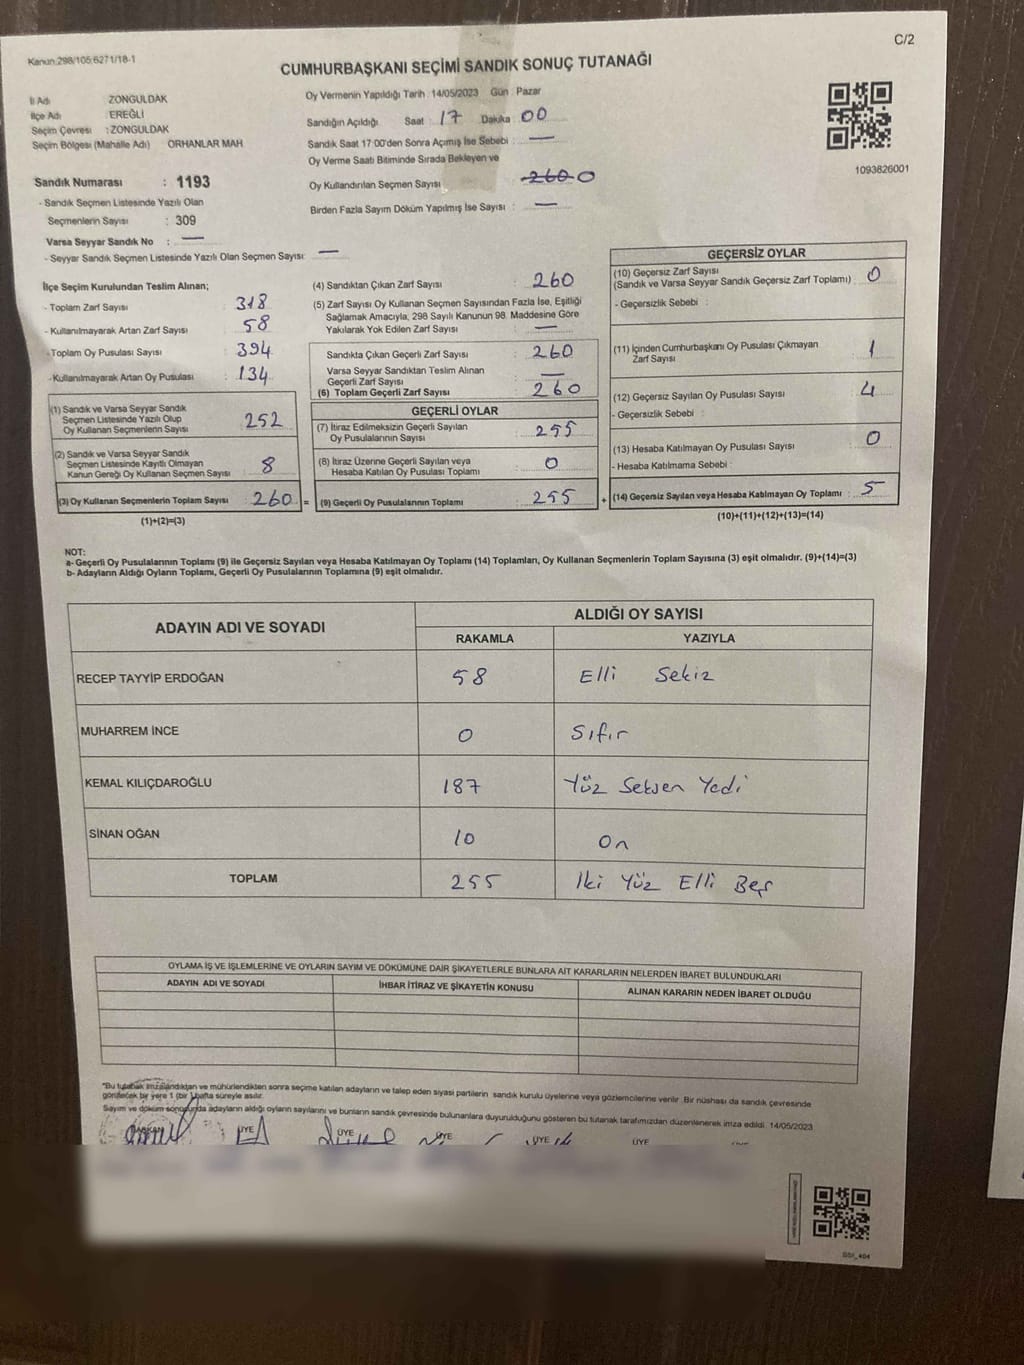 C/2
Kanun:298/105;6271/18-1
CUMHURBAŞKANI SEÇİMİ SANDIK SONUÇ TUTANAĞI
İl Adı ZONGULDAK
İlçe Adı : EREĞLİ
Seçim Çevresi : ZONGULDAK
Seçim Bölgesi (Mahalle Adı) ORHANLAR MAH
Sandık Numarası : 1193
- Sandık Seçmen Listesinde Yazılı Olan
Seçmenlerin Sayısı : 309
Varsa Seyyar Sandık No : —
- Seyyar Sandık Seçmen Listesinde Yazılı Olan Seçmen Sayısı: —
Oy Vermenin Yapıldığı Tarih : 14/05/2023 Gün : Pazar
Sandığın Açıldığı Saat : 17 Dakika : 00
Sandık Saat 17:00'den Sonra Açımış İse Sebebi : —
Oy Verme Saati Bitiminde Sırada Bekleyen ve
Oy Kullandırılan Seçmen Sayısı 260 0
Birden Fazla Sayım Döküm Yapılmış İse Sayısı : —
1093826001
İlçe Seçim Kurulundan Teslim Alınan;
- Toplam Zarf Sayısı : 318
- Kullanılmayarak Artan Zarf Sayısı : 58
- Toplam Oy Pusulası Sayısı : 394
- Kullanılmayarak Artan Oy Pusulası : 134
(1) Sandık ve Varsa Seyyar Sandık
Seçmen Listesinde Yazılı Olup
Oy Kullanan Seçmenlerin Sayısı : 252
(2) Sandık ve Varsa Seyyar Sandık
Seçmen Listesinde Kayıtlı Olmayan
Kanun Gereği Oy Kullanan Seçmen Sayısı : 8
(3) Oy Kullanan Seçmenlerin Toplam Sayısı : 260 =
(1)+(2)=(3)
(4) Sandıktan Çıkan Zarf Sayısı : 260
(5) Zarf Sayısı Oy Kullanan Seçmen Sayısından Fazla İse, Eşitliği
Sağlamak Amacıyla, 298 Sayılı Kanunun 98. Maddesine Göre
Yakılarak Yok Edilen Zarf Sayısı : —
Sandıkta Çıkan Geçerli Zarf Sayısı : 260
Varsa Seyyar Sandıktan Teslim Alınan
Geçerli Zarf Sayısı : —
(6) Toplam Geçerli Zarf Sayısı : 260
GEÇERLİ OYLAR
(7) İtiraz Edilmeksizin Geçerli Sayılan
Oy Pusulalarının Sayısı : 255
(8) İtiraz Üzerine Geçerli Sayılan veya
Hesaba Katılan Oy Pusulası Toplamı : 0
(9) Geçerli Oy Pusulalarının Toplamı : 255 +
GEÇERSİZ OYLAR
(10) Geçersiz Zarf Sayısı
(Sandık ve Varsa Seyyar Sandık Geçersiz Zarf Toplamı) : 0
- Geçersizlik Sebebi :
(11) İçinden Cumhurbaşkanı Oy Pusulası Çıkmayan
Zarf Sayısı : 1
(12) Geçersiz Sayılan Oy Pusulası Sayısı : 4
- Geçersizlik Sebebi :
(13) Hesaba Katılmayan Oy Pusulası Sayısı : 0
- Hesaba Katılmama Sebebi :
(14) Geçersiz Sayılan veya Hesaba Katılmayan Oy Toplamı : 5
(10)+(11)+(12)+(13)=(14)
NOT:
a- Geçerli Oy Pusulalarının Toplamı (9) ile Geçersiz Sayılan veya Hesaba Katılmayan Oy Toplamı (14) Toplamları, Oy Kullanan Seçmenlerin Toplam Sayısına (3) eşit olmalıdır. (9)+(14)=(3)
b- Adayların Aldığı Oyların Toplamı, Geçerli Oy Pusulalarının Toplamına (9) eşit olmalıdır.
ADAYIN ADI VE SOYADI ALDIĞI OY SAYISI
RAKAMLA YAZIYLA
RECEP TAYYİP ERDOĞAN 58 Elli Sekiz
MUHARREM İNCE 0 Sıfır
KEMAL KILIÇDAROĞLU 187 Yüz Seksen Yedi
SİNAN OĞAN 10 On
TOPLAM 255 İki Yüz Elli Beş
OYLAMA İŞ VE İŞLEMLERİNE VE OYLARIN SAYIM VE DÖKÜMÜNE DAİR ŞİKAYETLERLE BUNLARA AİT KARARLARIN NELERDEN İBARET BULUNDUKLARI
ADAYIN ADI VE SOYADI İHBAR İTİRAZ VE ŞİKAYETİN KONUSU ALINAN KARARIN NEDEN İBARET OLDUĞU
"Bu tutanak imzalandıktan ve mühürlendikten sonra seçime katılan adayların ve talep eden siyasi partilerin sandık kurulu üyelerine veya gözlemcilerine verilir. Bir nüshası da sandık çevresinde
görülecek bir yere 1 (bir) hafta süreyle asılır.
Sayım ve döküm sonucunda adayların aldığı oyların sayılarını ve bunların sandık çevresinde bulunanlara duyurulduğunu gösteren bu tutanak tarafımızdan düzenlenerek imza edildi. 14/05/2023
ÜYE ÜYE ÜYE ÜYE ÜYE